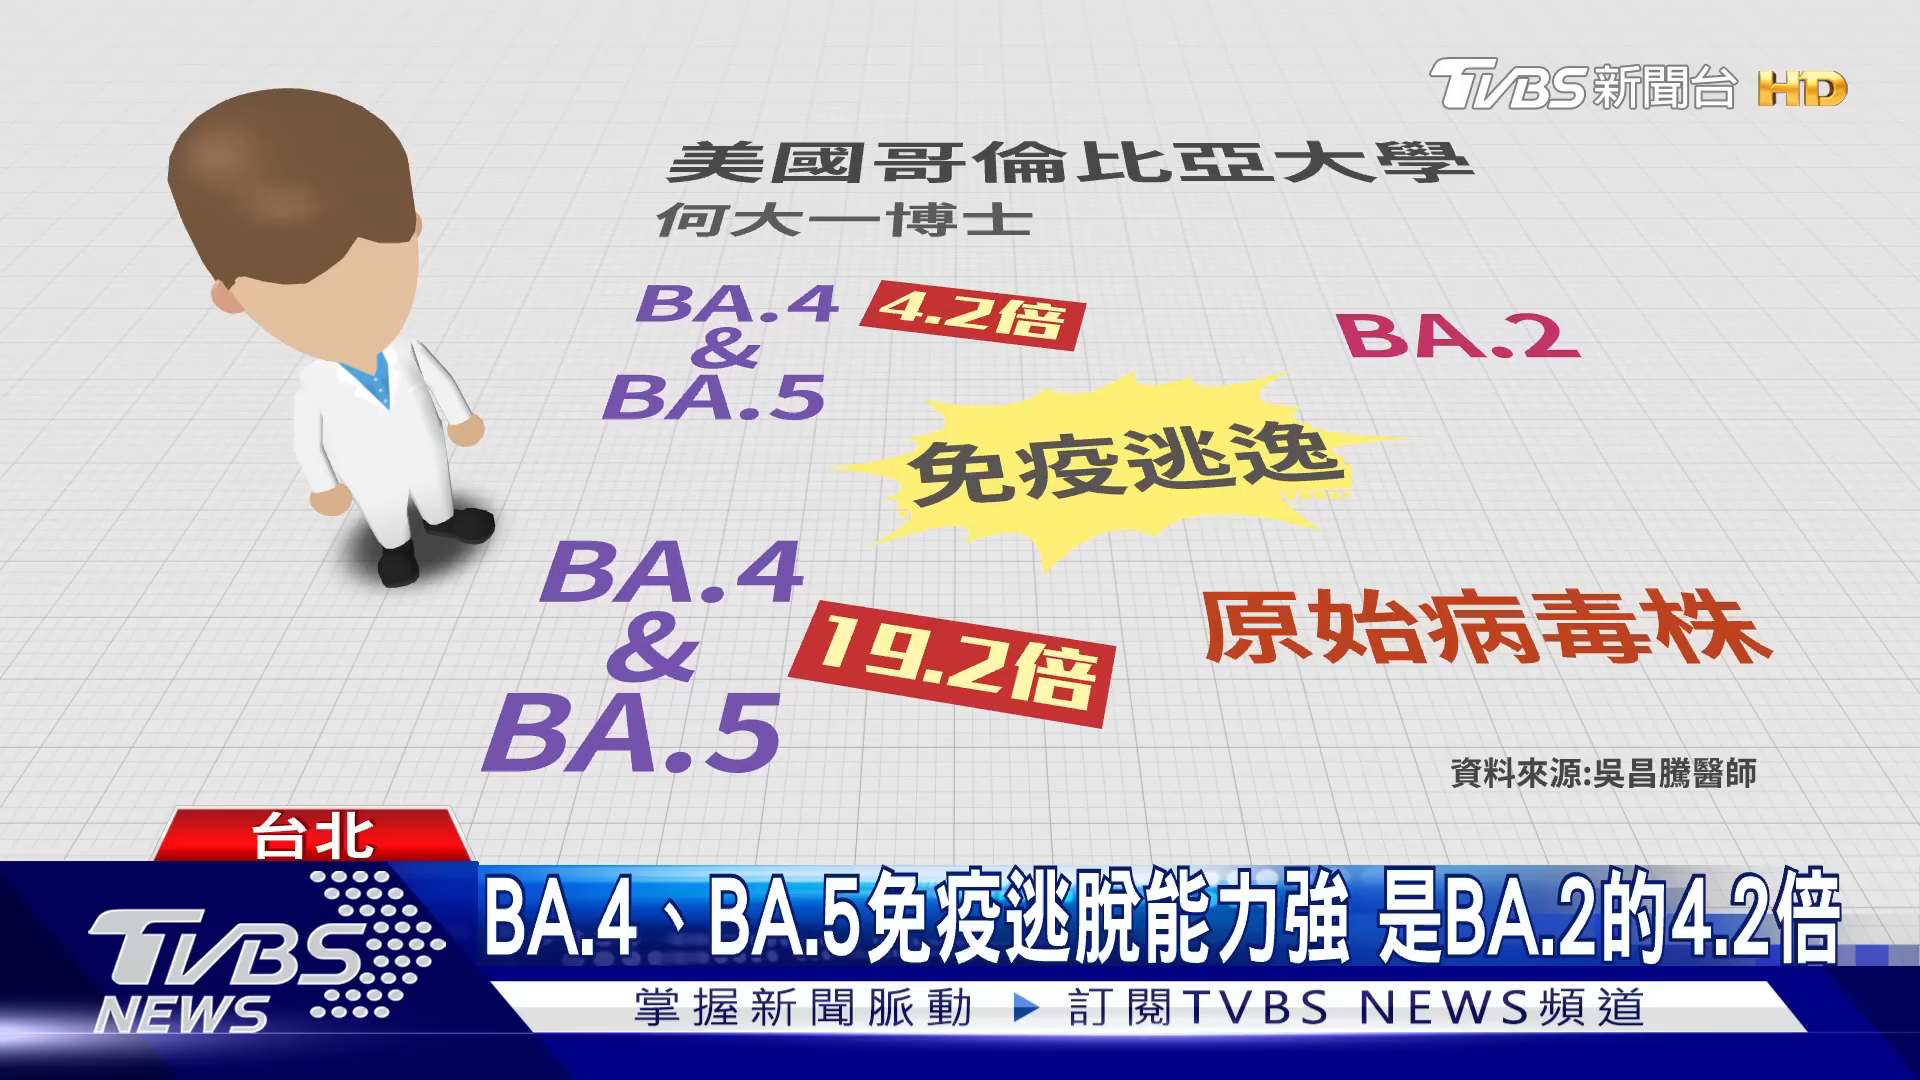 TVBS新聞台 HD
美國哥倫比亞大學
何大一博士
BA.4
&
BA.5
4.2倍
BA.2
免疫逃逸
BA.4
&
BA.5
19.2倍
原始病毒株
資料來源:吳昌騰醫師
台北
BA.4、BA.5免疫逃脫能力強 是BA.2的4.2倍
TVBS
NEWS
掌握新聞脈動 ▶ 訂閱TVBS NEWS頻道